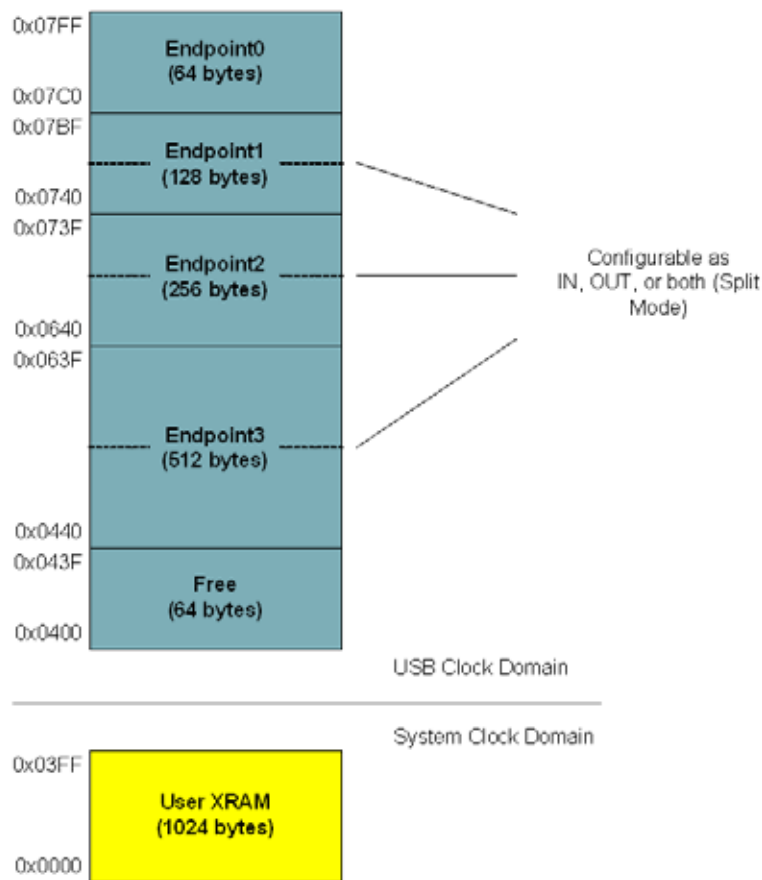 0x07FF
Endpoint0
(64 bytes)
0x07C0
0x07BF
Endpoint1
(128 bytes)
0x0740
0x073F
Endpoint2
(256 bytes)
0x0640
0x063F
Endpoint3
(512 bytes)
0x0440
0x043F
Free
(64 bytes)
0x0400
Configurable as
IN, OUT, or both (Split
Mode)
USB Clock Domain
System Clock Domain
0x03FF
User XRAM
(1024 bytes)
0x0000